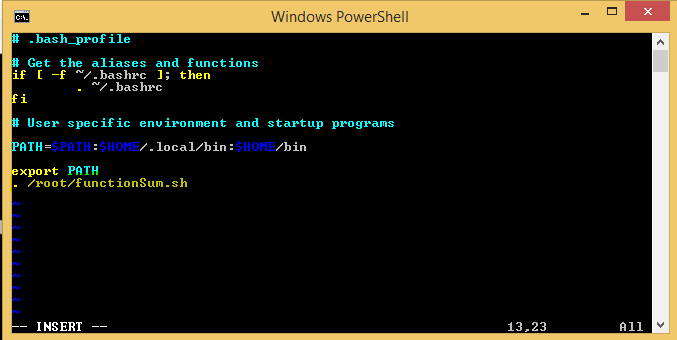 Windows PowerShell
# .bash_profile
# Get the aliases and functions
if [ -f ~/.bashrc ]; then
        . ~/.bashrc
fi
# User specific environment and startup programs
PATH=$PATH:$HOME/.local/bin:$HOME/bin
export PATH
. /root/functionSum.sh
~
~
~
~
~
~
~
~
~
~
-- INSERT --                                                  13,23         All